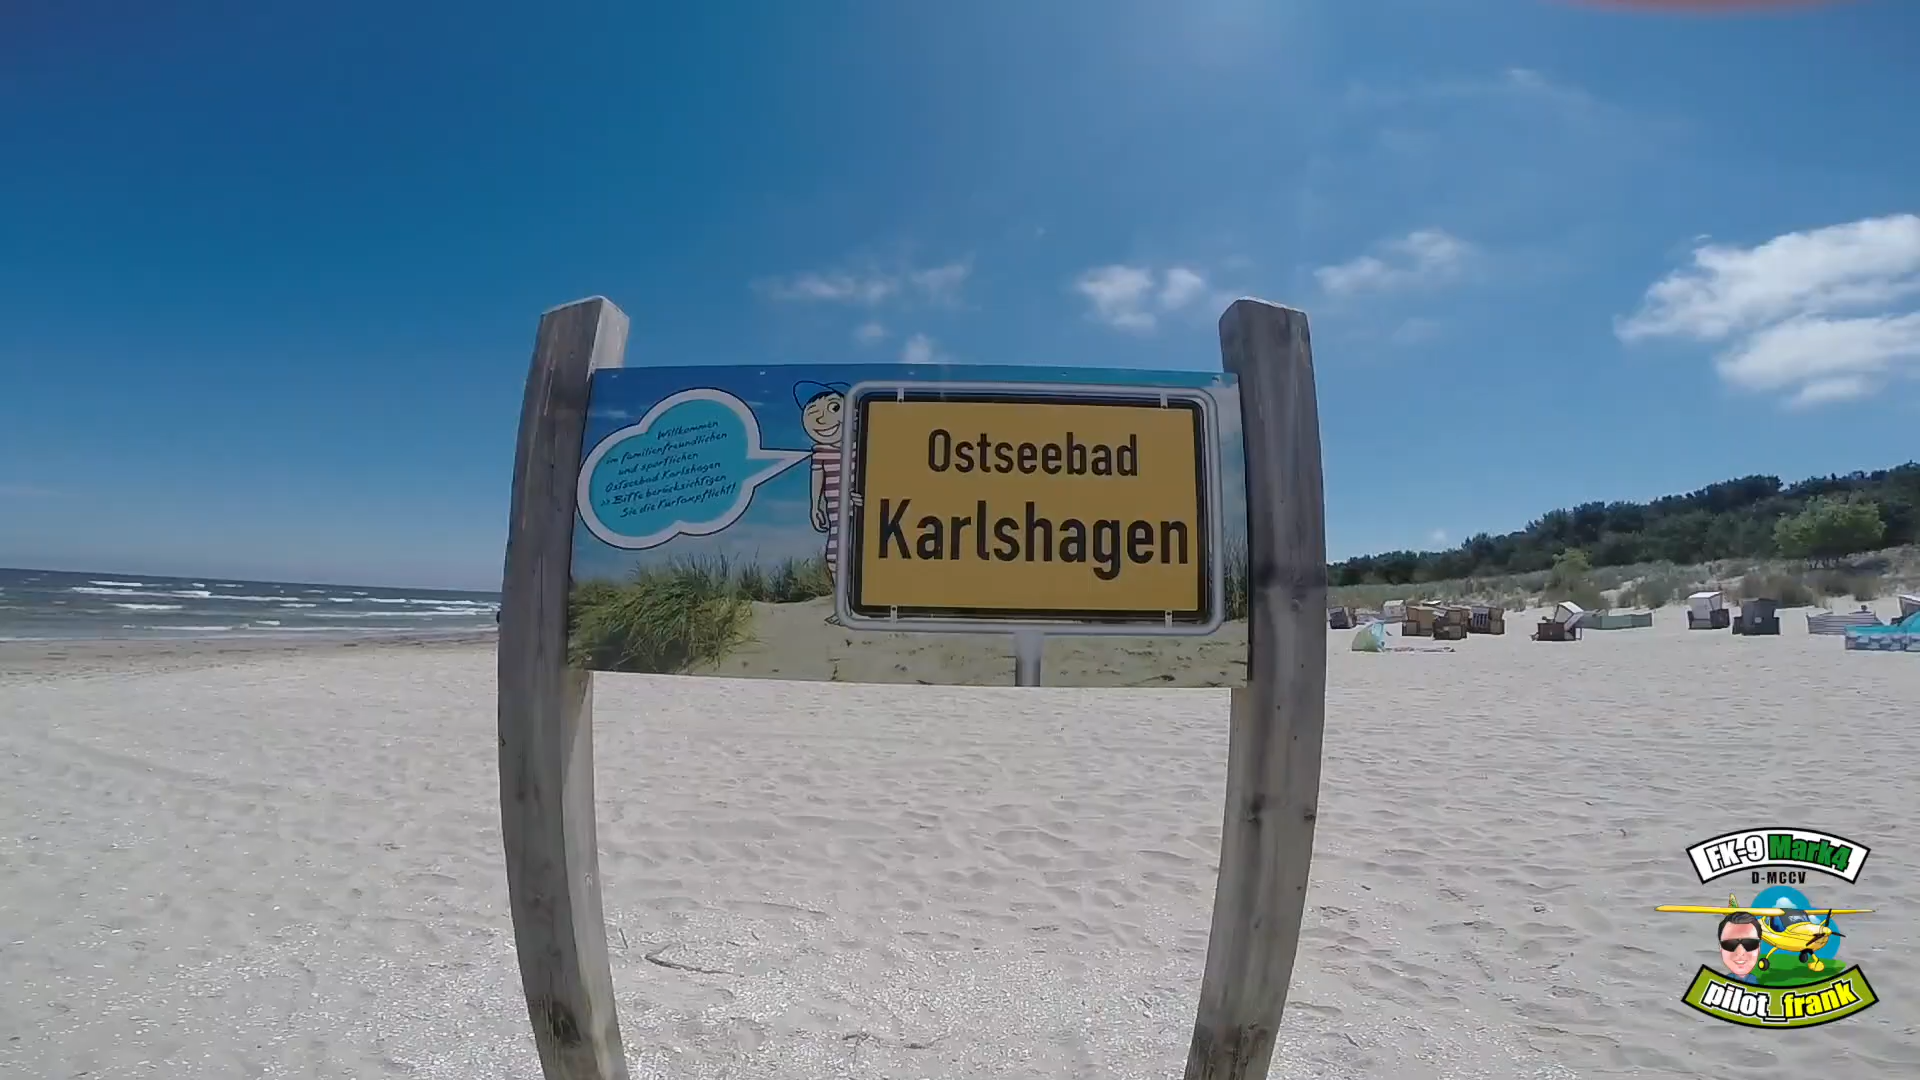 Willkommen
im familienfreundlichen
und sportlichen
Ostseebad Karlshagen
>> Bitte berücksichtigen
Sie die Kurtaxpflicht!
Ostseebad
Karlshagen
FK-9 Mark4
D-MCCV
pilot_frank